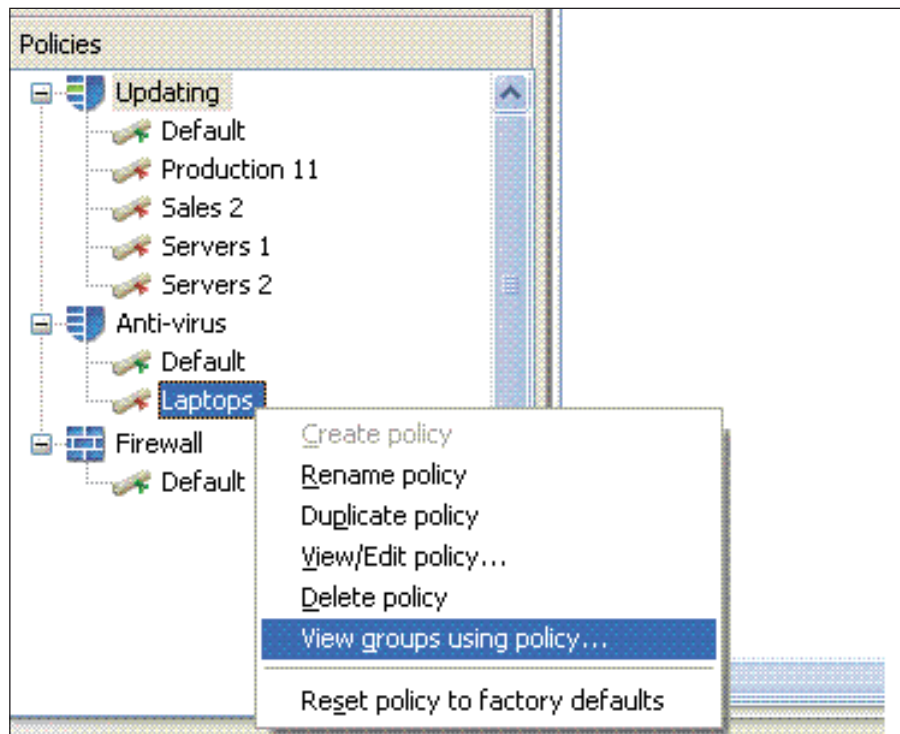 Policies
Updating
Default
Production 11
Sales 2
Servers 1
Servers 2
Anti-virus
Default
Laptops
Firewall
Default
Create policy
Rename policy
Duplicate policy
View/Edit policy...
Delete policy
View groups using policy...
Reset policy to factory defaults